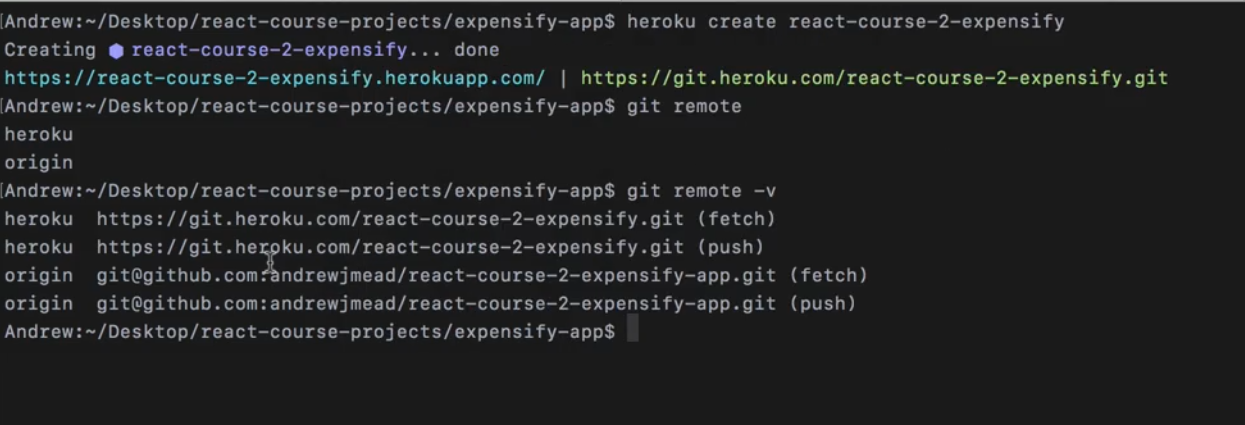 [Andrew:~/Desktop/react-course-projects/expensify-app$ heroku create react-course-2-expensify
Creating ⬢ react-course-2-expensify... done
https://react-course-2-expensify.herokuapp.com/ | https://git.heroku.com/react-course-2-expensify.git
[Andrew:~/Desktop/react-course-projects/expensify-app$ git remote
heroku
origin
[Andrew:~/Desktop/react-course-projects/expensify-app$ git remote -v
heroku  https://git.heroku.com/react-course-2-expensify.git (fetch)
heroku  https://git.heroku.com/react-course-2-expensify.git (push)
origin  git@github.com:andrewjmead/react-course-2-expensify-app.git (fetch)
origin  git@github.com:andrewjmead/react-course-2-expensify-app.git (push)
Andrew:~/Desktop/react-course-projects/expensify-app$